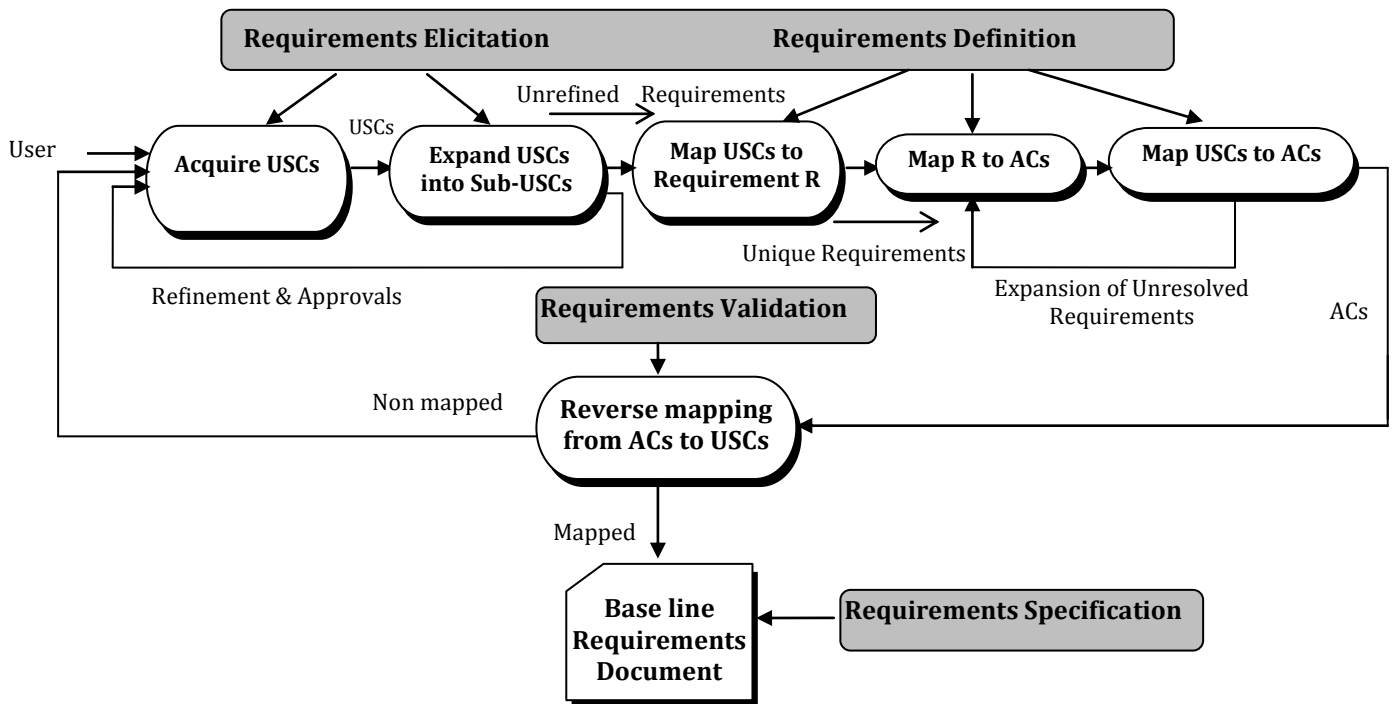 Requirements Elicitation
Requirements Definition
Unrefined Requirements
User
USCs
Acquire USCs
Expand USCs
into Sub-USCs
Map USCs to
Requirement R
Map R to ACs
Map USCs to ACs
Unique Requirements
Refinement & Approvals
Expansion of Unresolved
Requirements
ACs
Requirements Validation
Non mapped
Reverse mapping
from ACs to USCs
Mapped
Base line
Requirements
Document
Requirements Specification